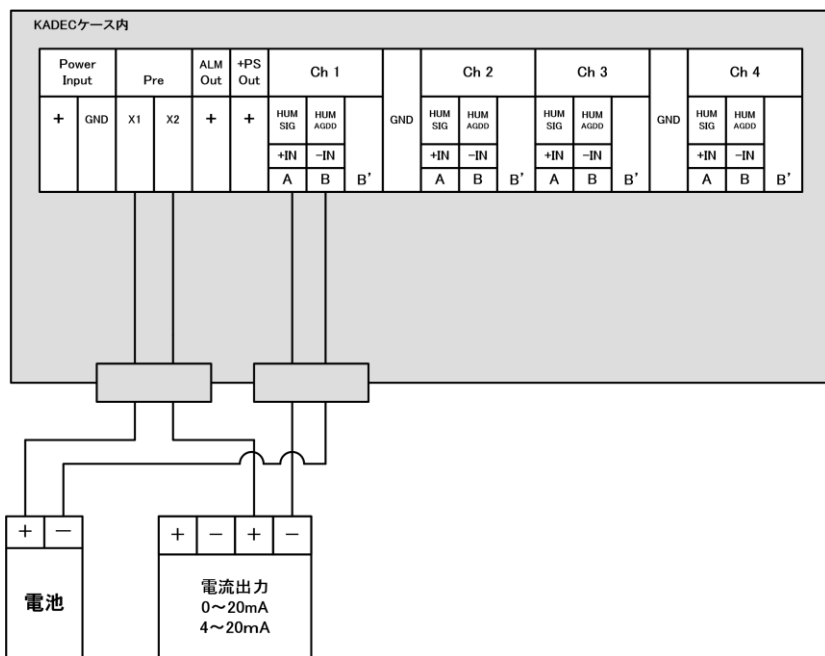 KADECケース内
Power Input Pre ALM Out +PS Out Ch 1 GND Ch 2 Ch 3 GND Ch 4
+ GND X1 X2 + + HUM SIG HUM AGDD B' HUM SIG HUM AGDD B' HUM SIG HUM AGDD B' HUM SIG HUM AGDD B'
+IN -IN +IN -IN +IN -IN +IN -IN
A B A B A B A B
+ − + − + −
電池
電流出力
0〜20mA
4〜20mA